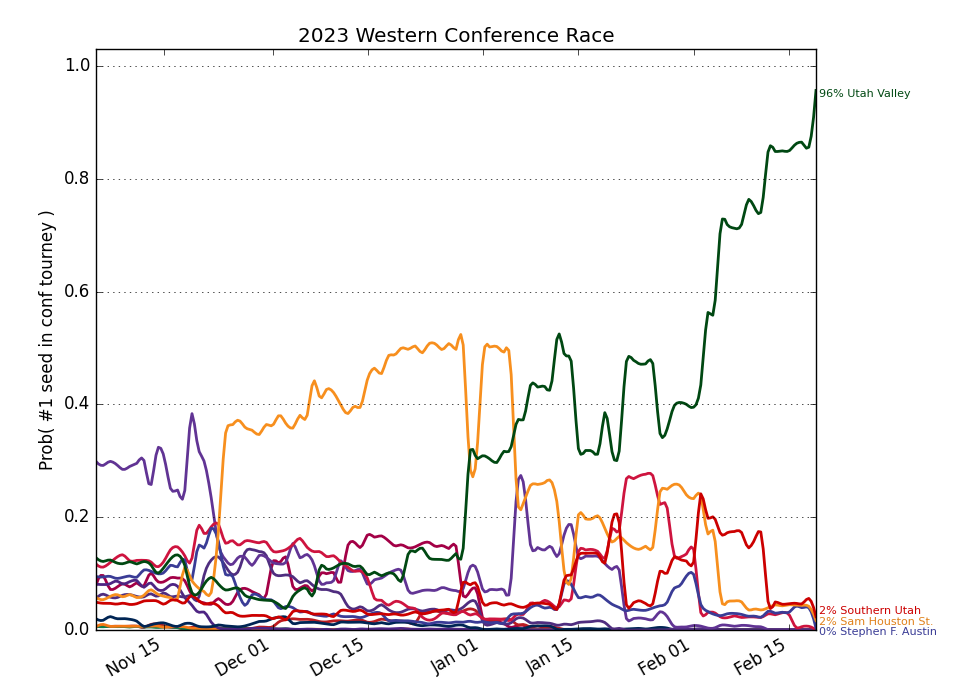 2023 Western Conference Race
1.0
0.8
0.6
0.4
0.2
0.0
Prob( #1 seed in conf tourney )
Nov 15
Dec 01
Dec 15
Jan 01
Jan 15
Feb 01
Feb 15
96% Utah Valley
2% Southern Utah
2% Sam Houston St.
0% Stephen F. Austin